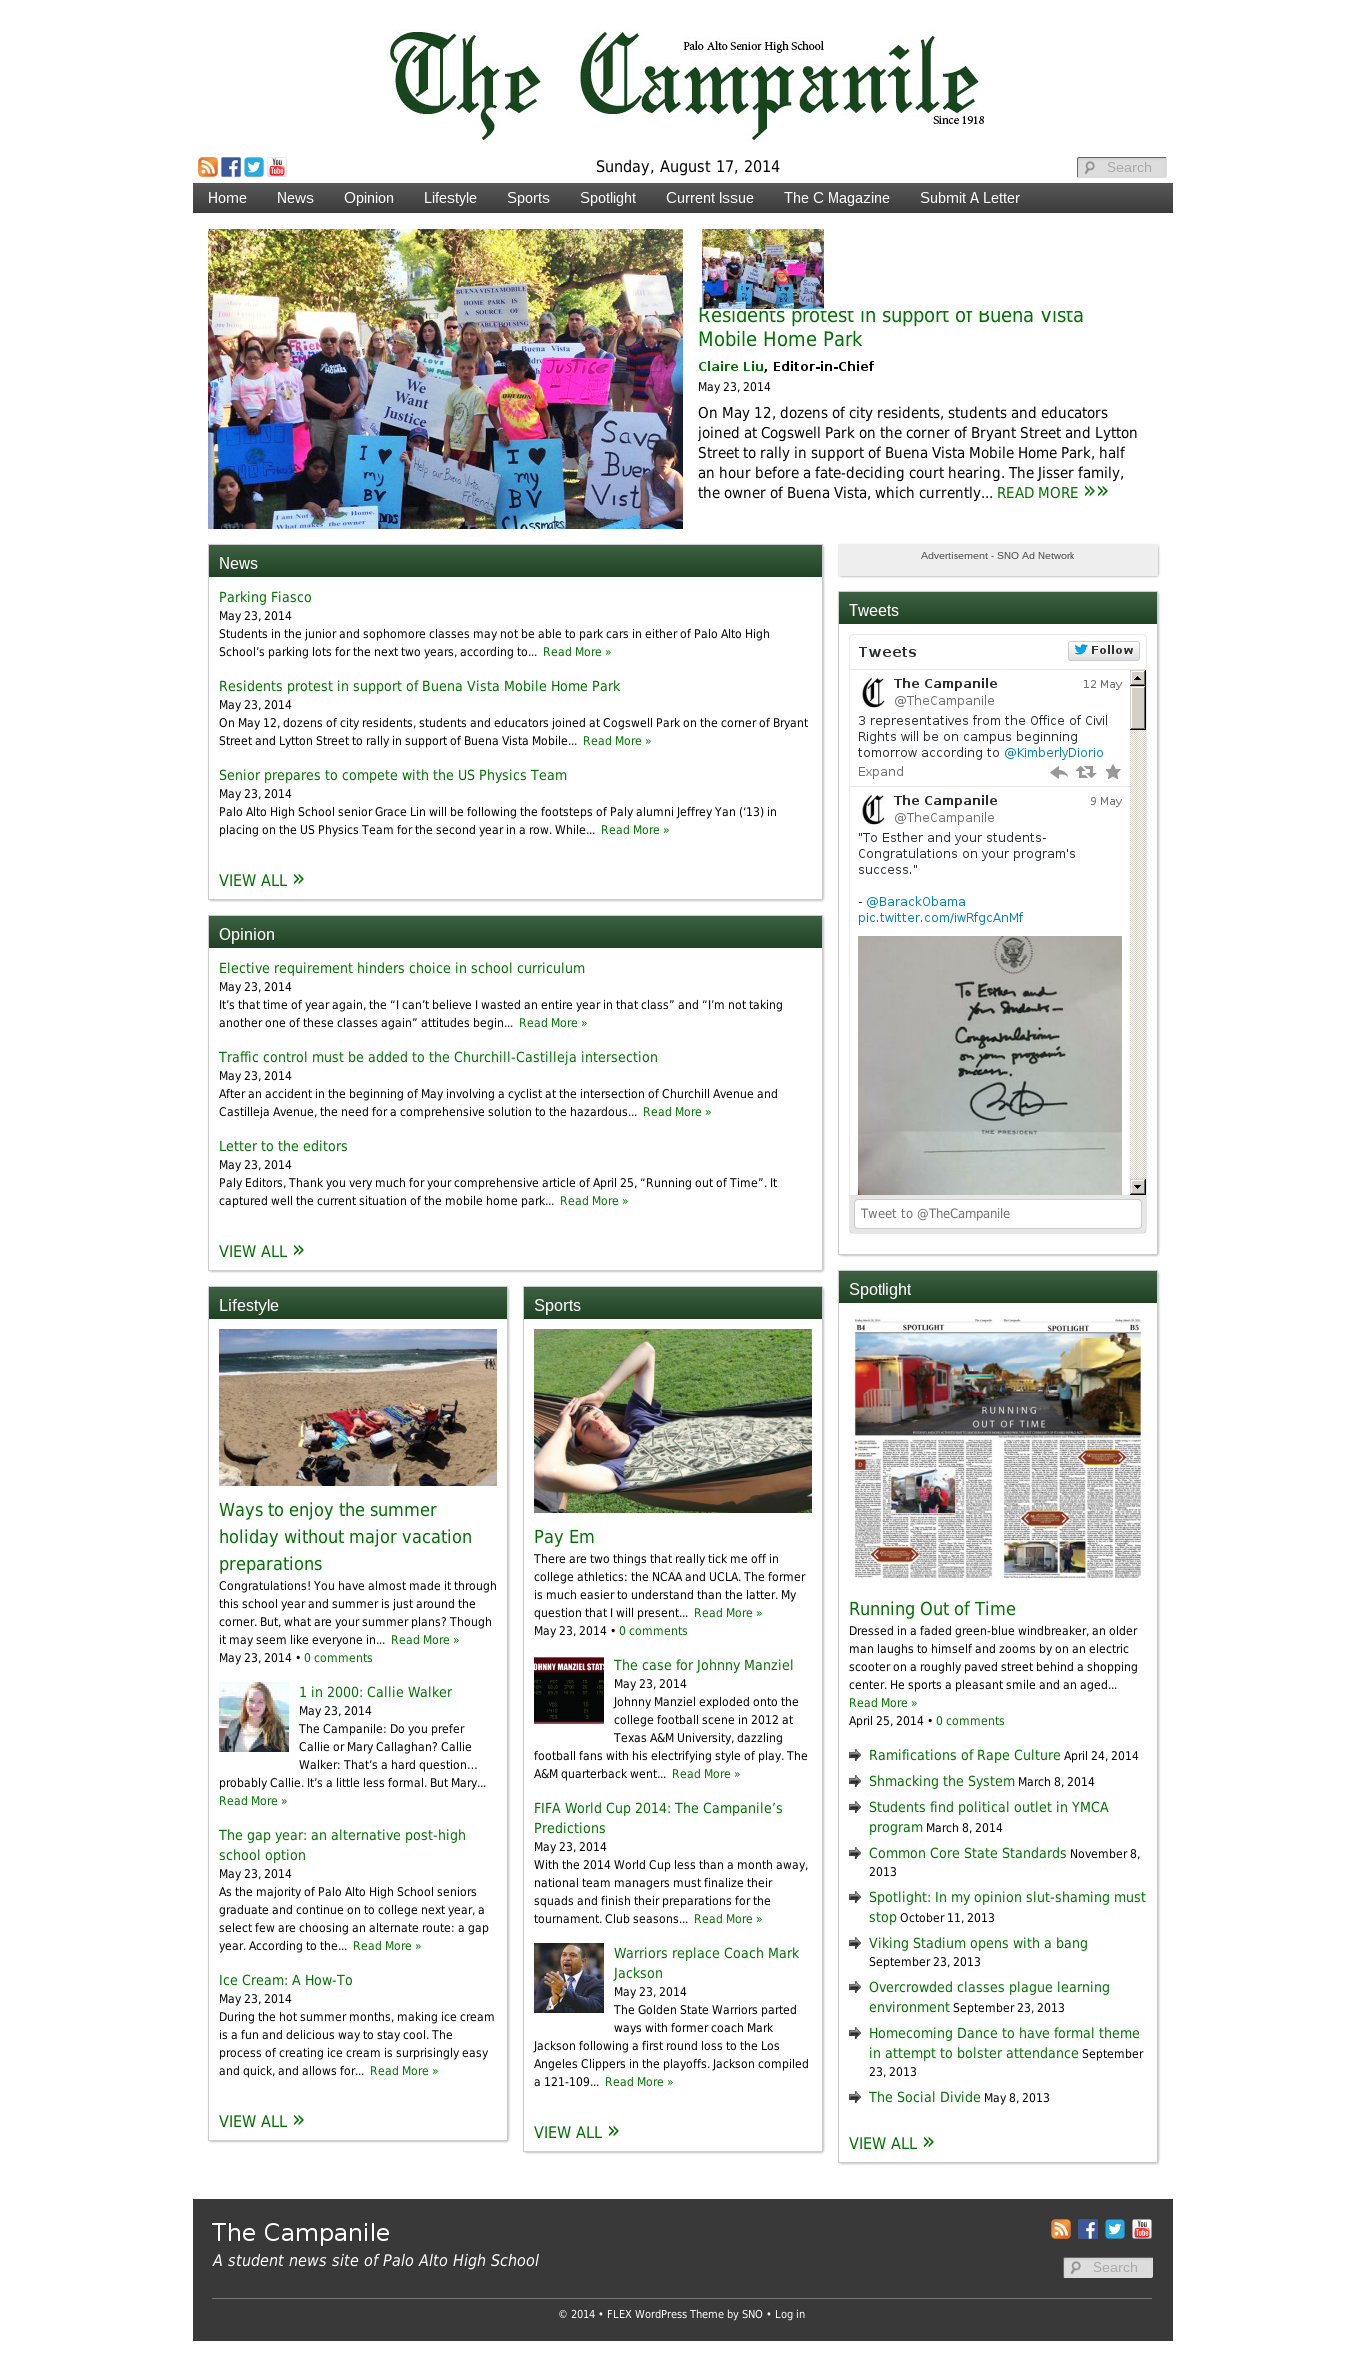 Palo Alto Senior High School
The Campanile
Since 1918
Sunday, August 17, 2014
Search
Home News Opinion Lifestyle Sports Spotlight Current Issue The C Magazine Submit A Letter
BUENA VISTA MOBILE
HOME PARK IS
A SOURCE OF
Buena Vista
Justice
We
Want
Justice
Save
Buen
Vist
Help our Buena Vista
Friends
I
my
BV
I
my
BV
Classmates
I am Not Home.
What makes the owner
Residents protest in support of Buena Vista
Mobile Home Park
Claire Liu, Editor-in-Chief
May 23, 2014
On May 12, dozens of city residents, students and educators
joined at Cogswell Park on the corner of Bryant Street and Lytton
Street to rally in support of Buena Vista Mobile Home Park, half
an hour before a fate-deciding court hearing. The Jisser family,
the owner of Buena Vista, which currently... READ MORE »»
News
Parking Fiasco
May 23, 2014
Students in the junior and sophomore classes may not be able to park cars in either of Palo Alto High
School’s parking lots for the next two years, according to... Read More »
Residents protest in support of Buena Vista Mobile Home Park
May 23, 2014
On May 12, dozens of city residents, students and educators joined at Cogswell Park on the corner of Bryant
Street and Lytton Street to rally in support of Buena Vista Mobile... Read More »
Senior prepares to compete with the US Physics Team
May 23, 2014
Palo Alto High School senior Grace Lin will be following the footsteps of Paly alumni Jeffrey Yan (‘13) in
placing on the US Physics Team for the second year in a row. While... Read More »
VIEW ALL »
Opinion
Elective requirement hinders choice in school curriculum
May 23, 2014
It’s that time of year again, the “I can’t believe I wasted an entire year in that class” and “I’m not taking
another one of these classes again” attitudes begin... Read More »
Traffic control must be added to the Churchill-Castilleja intersection
May 23, 2014
After an accident in the beginning of May involving a cyclist at the intersection of Churchill Avenue and
Castilleja Avenue, the need for a comprehensive solution to the hazardous... Read More »
Letter to the editors
May 23, 2014
Paly Editors, Thank you very much for your comprehensive article of April 25, “Running out of Time”. It
captured well the current situation of the mobile home park... Read More »
VIEW ALL »
Advertisement - SNO Ad Network
Tweets
Tweets
Follow
The Campanile 12 May
@TheCampanile
3 representatives from the Office of Civil
Rights will be on campus beginning
tomorrow according to @KimberlyDiorio
Expand
The Campanile 9 May
@TheCampanile
"To Esther and your students-
Congratulations on your program's
success."
- @BarackObama
pic.twitter.com/iwRfgcAnMf
To Esther and
your students—
Congratulations
on your program's
success.
THE PRESIDENT
Tweet to @TheCampanile
Lifestyle
Ways to enjoy the summer
holiday without major vacation
preparations
Congratulations! You have almost made it through
this school year and summer is just around the
corner. But, what are your summer plans? Though
it may seem like everyone in... Read More »
May 23, 2014 • 0 comments
1 in 2000: Callie Walker
May 23, 2014
The Campanile: Do you prefer
Callie or Mary Callaghan? Callie
Walker: That’s a hard question…
probably Callie. It’s a little less formal. But Mary...
Read More »
The gap year: an alternative post-high
school option
May 23, 2014
As the majority of Palo Alto High School seniors
graduate and continue on to college next year, a
select few are choosing an alternate route: a gap
year. According to the... Read More »
Ice Cream: A How-To
May 23, 2014
During the hot summer months, making ice cream
is a fun and delicious way to stay cool. The
process of creating ice cream is surprisingly easy
and quick, and allows for... Read More »
VIEW ALL »
Sports
Pay Em
There are two things that really tick me off in
college athletics: the NCAA and UCLA. The former
is much easier to understand than the latter. My
question that I will present... Read More »
May 23, 2014 • 0 comments
JOHNNY MANZIEL STATS
The case for Johnny Manziel
May 23, 2014
Johnny Manziel exploded onto the
college football scene in 2012 at
Texas A&M University, dazzling
football fans with his electrifying style of play. The
A&M quarterback went... Read More »
FIFA World Cup 2014: The Campanile’s
Predictions
May 23, 2014
With the 2014 World Cup less than a month away,
national team managers must finalize their
squads and finish their preparations for the
tournament. Club seasons... Read More »
Warriors replace Coach Mark
Jackson
May 23, 2014
The Golden State Warriors parted
ways with former coach Mark
Jackson following a first round loss to the Los
Angeles Clippers in the playoffs. Jackson compiled
a 121-109... Read More »
VIEW ALL »
Spotlight
B4 SPOTLIGHT SPOTLIGHT B5
RUNNING
OUT OF TIME
Running Out of Time
Dressed in a faded green-blue windbreaker, an older
man laughs to himself and zooms by on an electric
scooter on a roughly paved street behind a shopping
center. He sports a pleasant smile and an aged...
Read More »
April 25, 2014 • 0 comments
Ramifications of Rape Culture April 24, 2014
Shmacking the System March 8, 2014
Students find political outlet in YMCA
program March 8, 2014
Common Core State Standards November 8,
2013
Spotlight: In my opinion slut-shaming must
stop October 11, 2013
Viking Stadium opens with a bang
September 23, 2013
Overcrowded classes plague learning
environment September 23, 2013
Homecoming Dance to have formal theme
in attempt to bolster attendance September
23, 2013
The Social Divide May 8, 2013
VIEW ALL »
The Campanile
A student news site of Palo Alto High School
Search
© 2014 • FLEX WordPress Theme by SNO • Log in